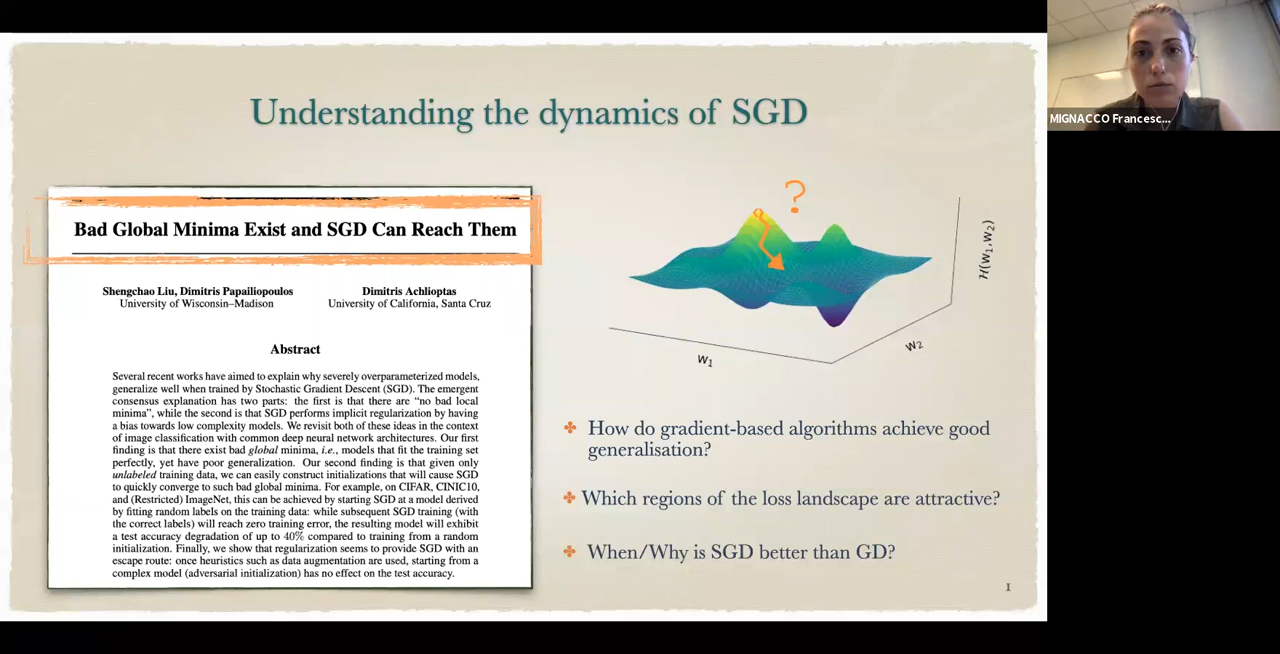 Understanding the dynamics of SGD
Bad Global Minima Exist and SGD Can Reach Them
Shengchao Liu, Dimitris Papailiopoulos
University of Wisconsin–Madison
Dimitris Achlioptas
University of California, Santa Cruz
Abstract
Several recent works have aimed to explain why severely overparameterized models,
generalize well when trained by Stochastic Gradient Descent (SGD). The emergent
consensus explanation has two parts: the first is that there are “no bad local
minima”, while the second is that SGD performs implicit regularization by having
a bias towards low complexity models. We revisit both of these ideas in the context
of image classification with common deep neural network architectures. Our first
finding is that there exist bad global minima, i.e., models that fit the training set
perfectly, yet have poor generalization. Our second finding is that given only
unlabeled training data, we can easily construct initializations that will cause SGD
to quickly converge to such bad global minima. For example, on CIFAR, CINIC10,
and (Restricted) ImageNet, this can be achieved by starting SGD at a model derived
by fitting random labels on the training data: while subsequent SGD training (with
the correct labels) will reach zero training error, the resulting model will exhibit
a test accuracy degradation of up to 40% compared to training from a random
initialization. Finally, we show that regularization seems to provide SGD with an
escape route: once heuristics such as data augmentation are used, starting from a
complex model (adversarial initialization) has no effect on the test accuracy.
?
H(w₁,w₂)
w₁
w₂
How do gradient-based algorithms achieve good
generalisation?
Which regions of the loss landscape are attractive?
When/Why is SGD better than GD?
1
MIGNACCO Francesc...